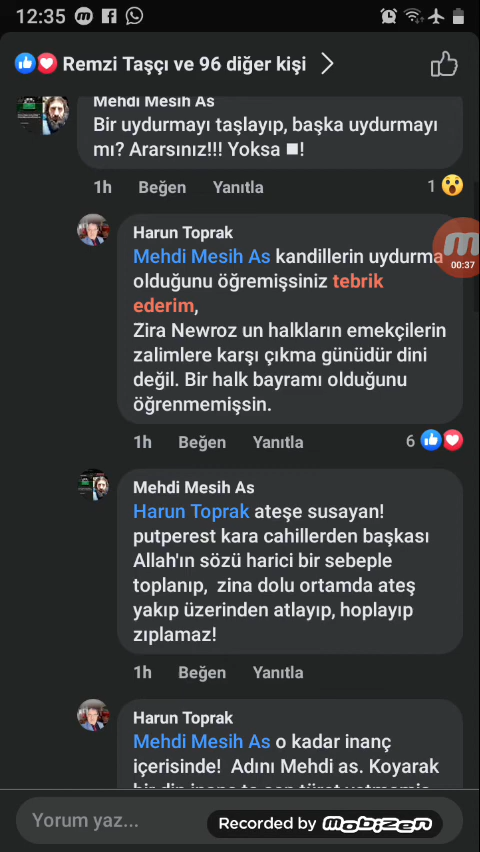 12:35
Remzi Taşçı ve 96 diğer kişi
Mehdi Mesih As
Bir uydurmayı taşlayıp, başka uydurmayı
mı? Ararsınız!!! Yoksa ■!
1h Beğen Yanıtla 1
Harun Toprak
Mehdi Mesih As kandillerin uydurma
olduğunu öğremişsiniz tebrik
ederim,
Zira Newroz un halkların emekçilerin
zalimlere karşı çıkma günüdür dini
değil. Bir halk bayramı olduğunu
öğrenmemişsin.
00:37
1h Beğen Yanıtla 6
Mehdi Mesih As
Harun Toprak ateşe susayan!
putperest kara cahillerden başkası
Allah'ın sözü harici bir sebeple
toplanıp, zina dolu ortamda ateş
yakıp üzerinden atlayıp, hoplayıp
zıplamaz!
1h Beğen Yanıtla
Harun Toprak
Mehdi Mesih As o kadar inanç
içerisinde! Adını Mehdi as. Koyarak
Yorum yaz...
Recorded by Mobizen